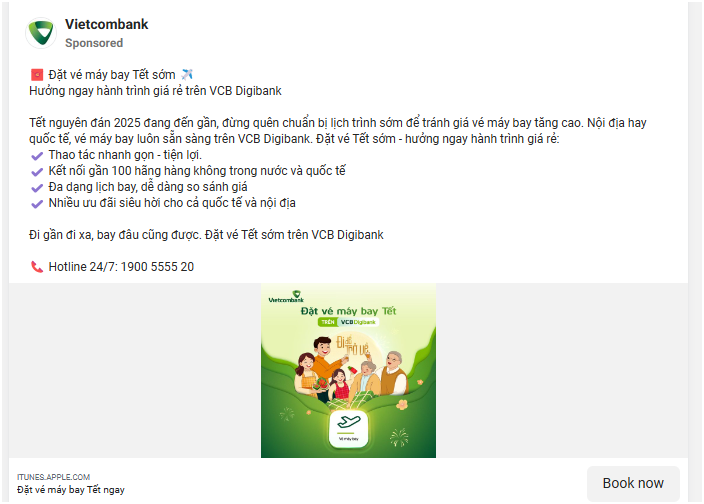 Vietcombank
Sponsored
Đặt vé máy bay Tết sớm
Hưởng ngay hành trình giá rẻ trên VCB Digibank
Tết nguyên đán 2025 đang đến gần, đừng quên chuẩn bị lịch trình sớm để tránh giá vé máy bay tăng cao. Nội địa hay
quốc tế, vé máy bay luôn sẵn sàng trên VCB Digibank. Đặt vé Tết sớm - hưởng ngay hành trình giá rẻ:
Thao tác nhanh gọn - tiện lợi.
Kết nối gần 100 hãng hàng không trong nước và quốc tế
Đa dạng lịch bay, dễ dàng so sánh giá
Nhiều ưu đãi siêu hời cho cả quốc tế và nội địa
Đi gần đi xa, bay đâu cũng được. Đặt vé Tết sớm trên VCB Digibank
Hotline 24/7: 1900 5555 20
Vietcombank
Đặt vé máy bay Tết
TRÊN VCBDigibank
Đi để
Trở về
Vé máy bay
ITUNES.APPLE.COM
Đặt vé máy bay Tết ngay
Book now